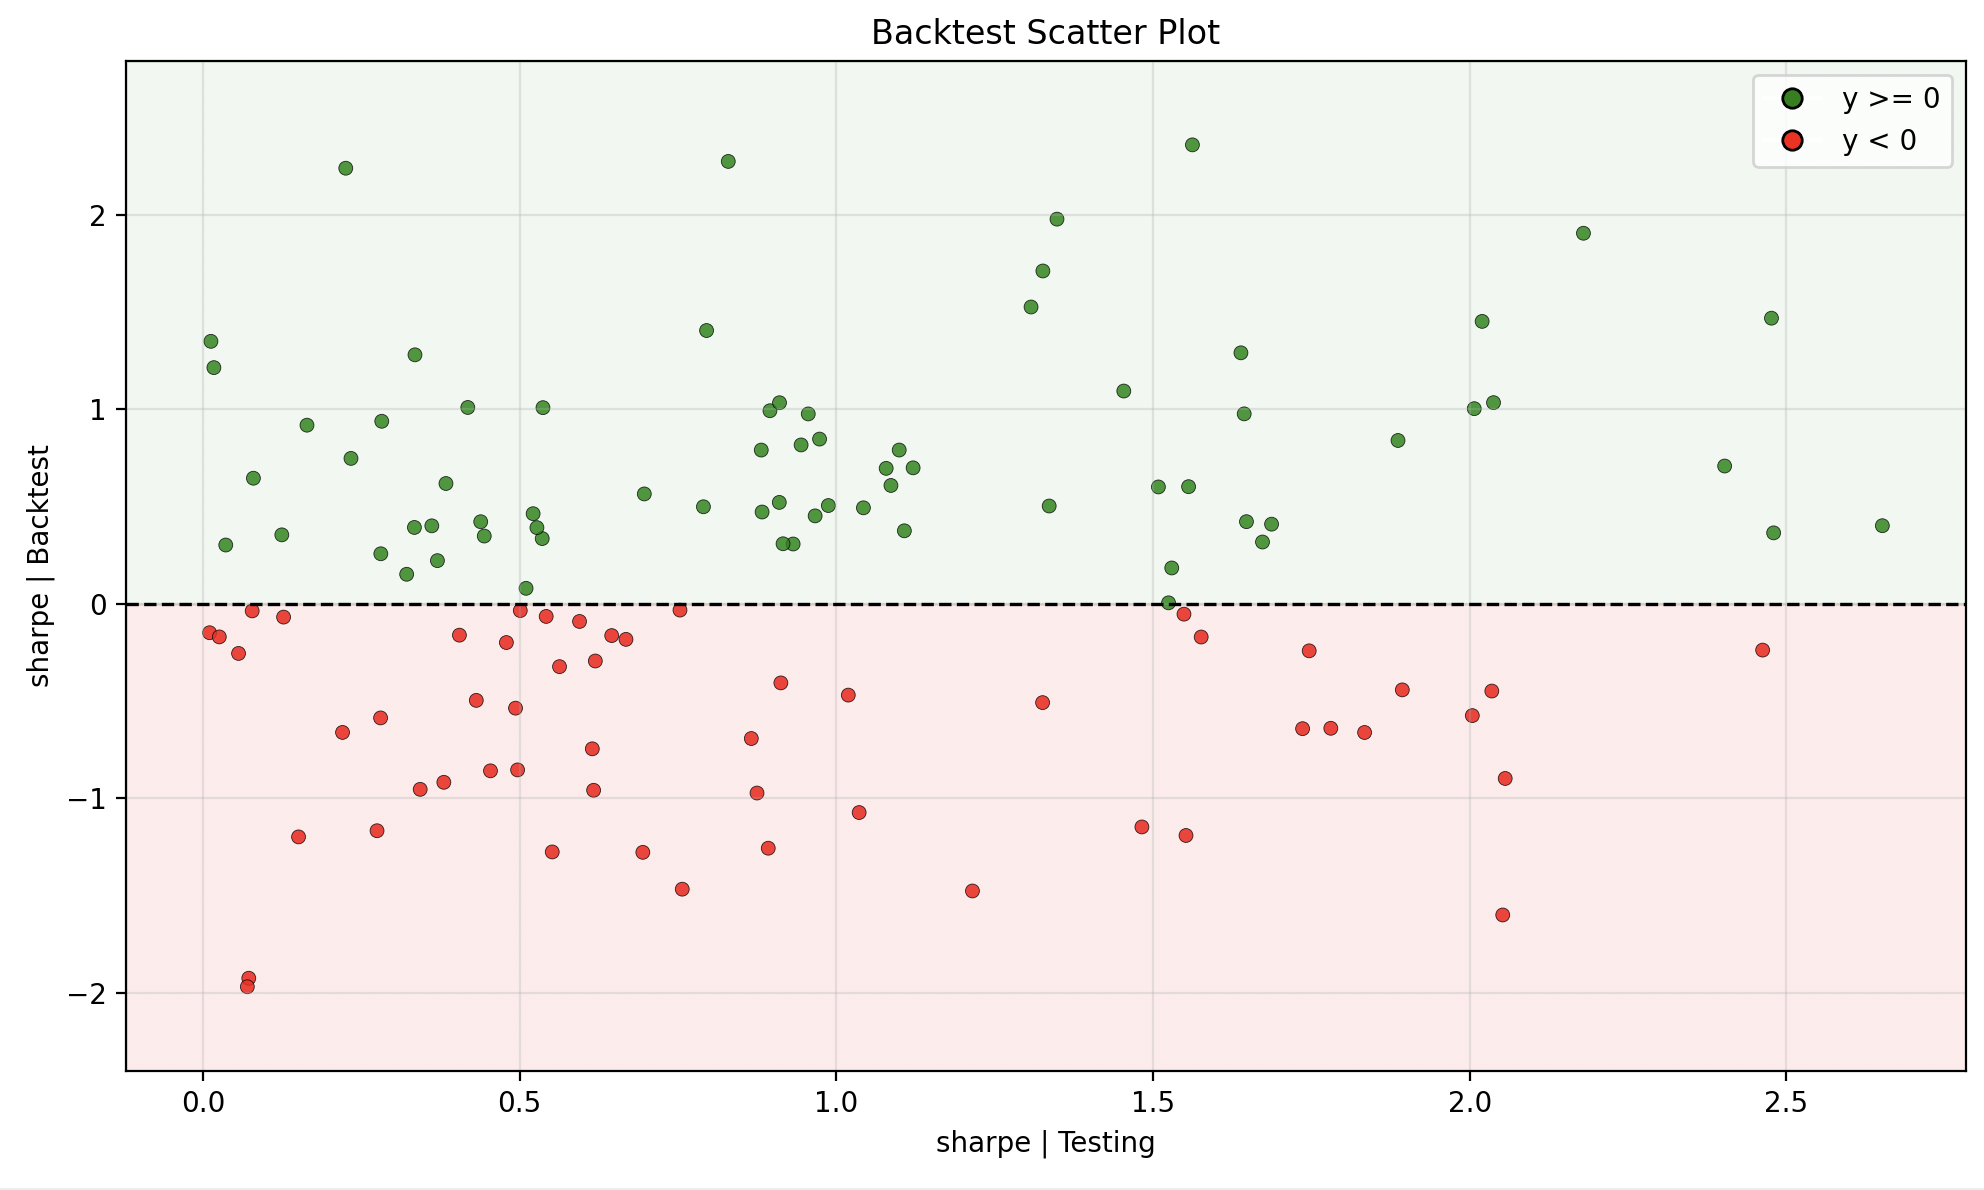 Backtest Scatter Plot
y >= 0
y < 0
sharpe | Backtest
2
1
0
−1
−2
0.0 0.5 1.0 1.5 2.0 2.5
sharpe | Testing